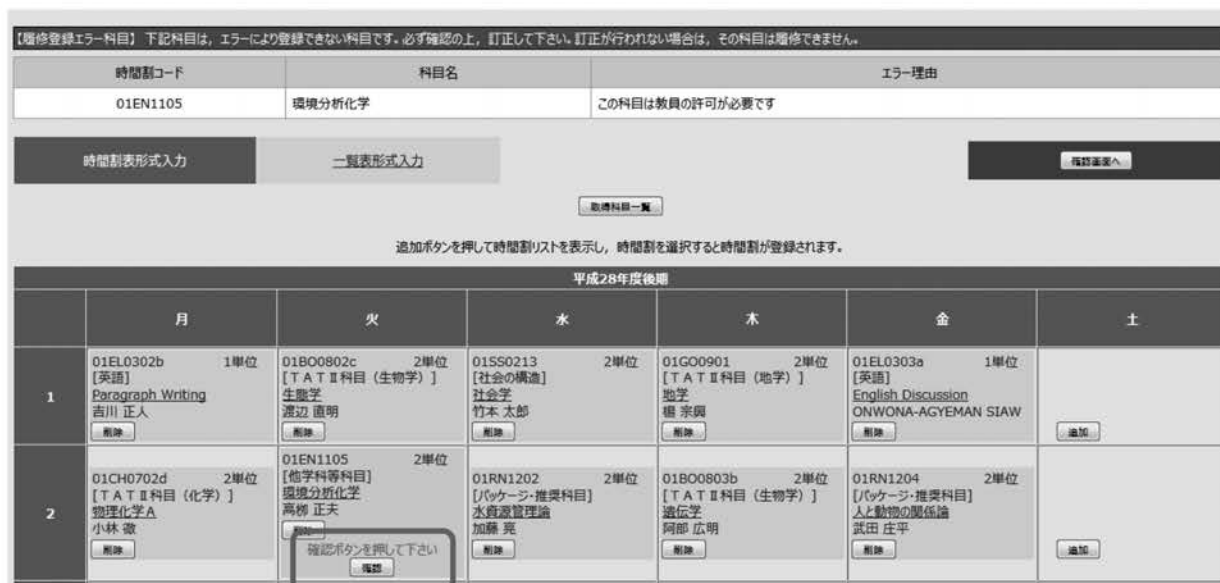 【履修登録エラー科目】 下記科目は，エラーにより登録できない科目です。必ず確認の上，訂正して下さい。訂正が行われない場合は，その科目は履修できません。
時間割コード 科目名 エラー理由
01EN1105 環境分析化学 この科目は教員の許可が必要です
時間割表形式入力 一覧表形式入力 確認画面へ
取得科目一覧
追加ボタンを押して時間割リストを表示し，時間割を選択すると時間割が登録されます。
平成28年度後期
月 火 水 木 金 土
1
01EL0302b 1単位
[英語]
Paragraph Writing
吉川 正人
削除
01BO0802c 2単位
[ＴＡＴⅡ科目（生物学）]
生態学
渡辺 直明
削除
01SS0213 2単位
[社会の構造]
社会学
竹本 太郎
削除
01GO0901 2単位
[ＴＡＴⅡ科目（地学）]
地学
楊 宗興
削除
01EL0303a 1単位
[英語]
English Discussion
ONWONA-AGYEMAN SIAW
削除
追加
2
01CH0702d 2単位
[ＴＡＴⅡ科目（化学）]
物理化学Ａ
小林 徹
削除
01EN1105 2単位
[他学科等科目]
環境分析化学
高柳 正夫
削除
確認ボタンを押して下さい
確認
01RN1202 2単位
[パッケージ・推奨科目]
水資源管理論
加藤 亮
削除
01BO0803b 2単位
[ＴＡＴⅡ科目（生物学）]
遺伝学
阿部 広明
削除
01RN1204 2単位
[パッケージ・推奨科目]
人と動物の関係論
武田 庄平
削除
追加